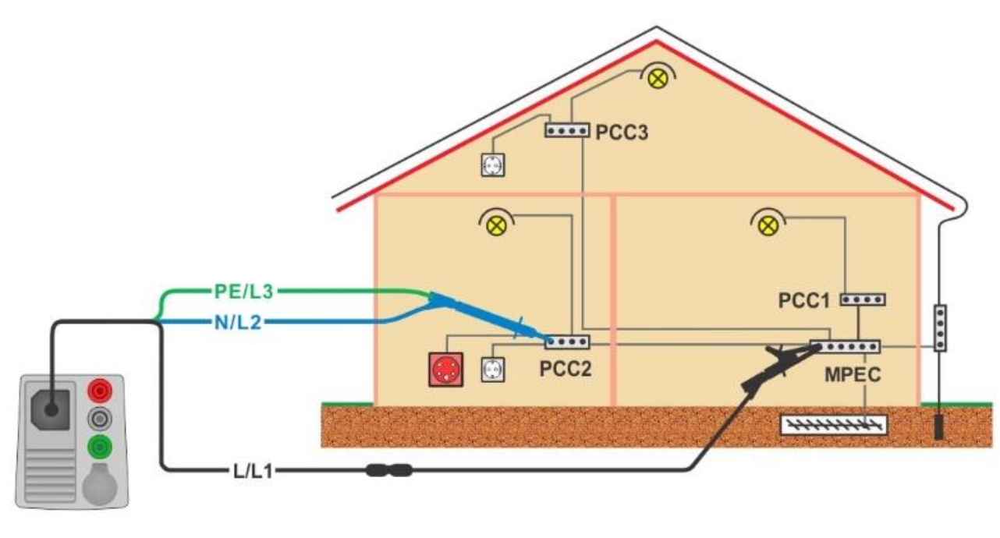 PCC3
PE/L3
N/L2
PCC1
PCC2
MPEC
L/L1